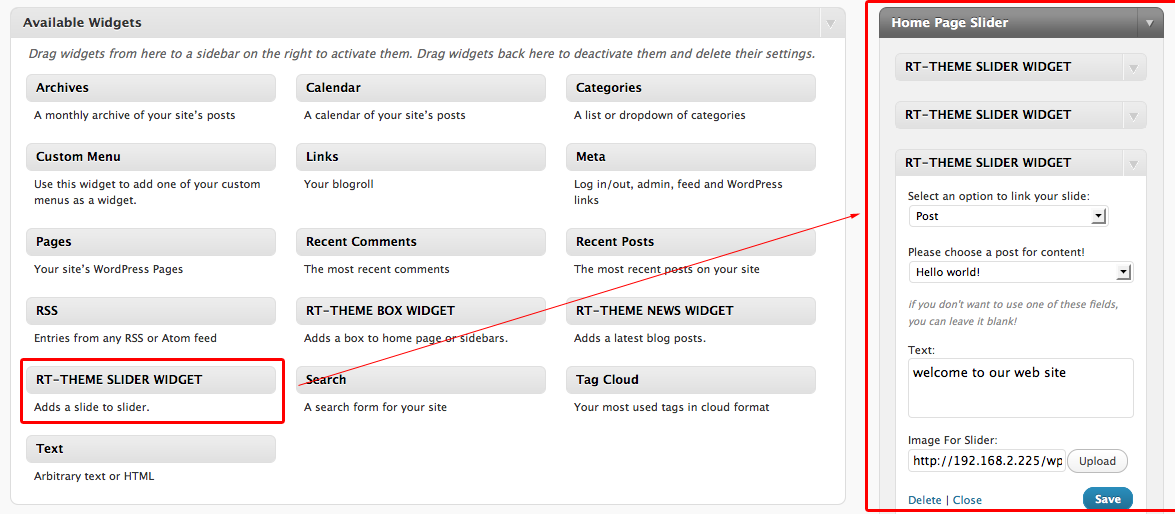 Available Widgets
Drag widgets from here to a sidebar on the right to activate them. Drag widgets back here to deactivate them and delete their settings.
Archives
A monthly archive of your site's posts
Calendar
A calendar of your site's posts
Categories
A list or dropdown of categories
Custom Menu
Use this widget to add one of your custom
menus as a widget.
Links
Your blogroll
Meta
Log in/out, admin, feed and WordPress
links
Pages
Your site's WordPress Pages
Recent Comments
The most recent comments
Recent Posts
The most recent posts on your site
RSS
Entries from any RSS or Atom feed
RT-THEME BOX WIDGET
Adds a box to home page or sidebars.
RT-THEME NEWS WIDGET
Adds a latest blog posts.
RT-THEME SLIDER WIDGET
Adds a slide to slider.
Search
A search form for your site
Tag Cloud
Your most used tags in cloud format
Text
Arbitrary text or HTML
Home Page Slider
RT-THEME SLIDER WIDGET
RT-THEME SLIDER WIDGET
RT-THEME SLIDER WIDGET
Select an option to link your slide:
Post
Please choose a post for content!
Hello world!
if you don't want to use one of these fields,
you can leave it blank!
Text:
welcome to our web site
Image For Slider:
http://192.168.2.225/wp Upload
Delete | Close Save